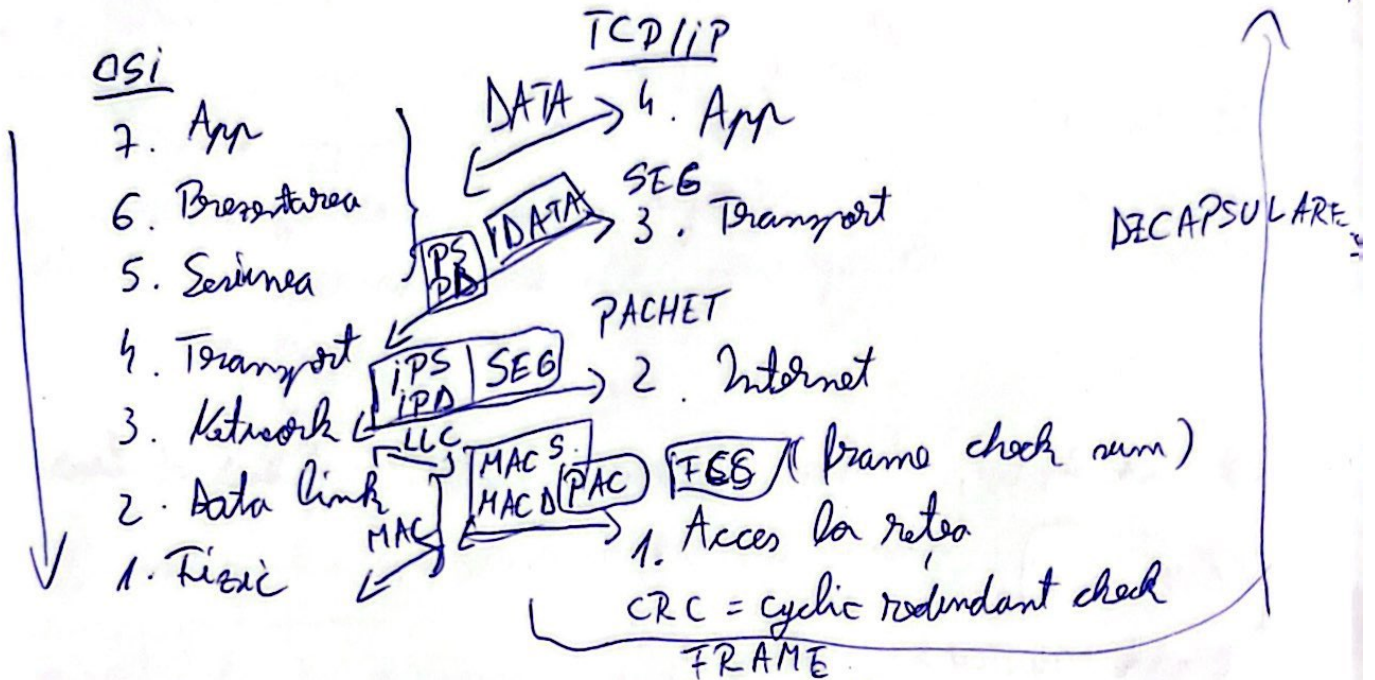 OSi
TCP/iP
7. App
DATA
4. App
6. Prezentarea
SEG
PS
PD
DATA
3. Transport
DECAPSULARE
5. Sesiunea
PACHET
4. Transport
iPS
iPD
SEG
2. Internet
3. Network
LLC
MAC S.
MAC D
PAC
FCS (frame check sum)
2. Data link
MAC
1. Acces la rețea
1. Fizic
CRC = cyclic redundant check
FRAME